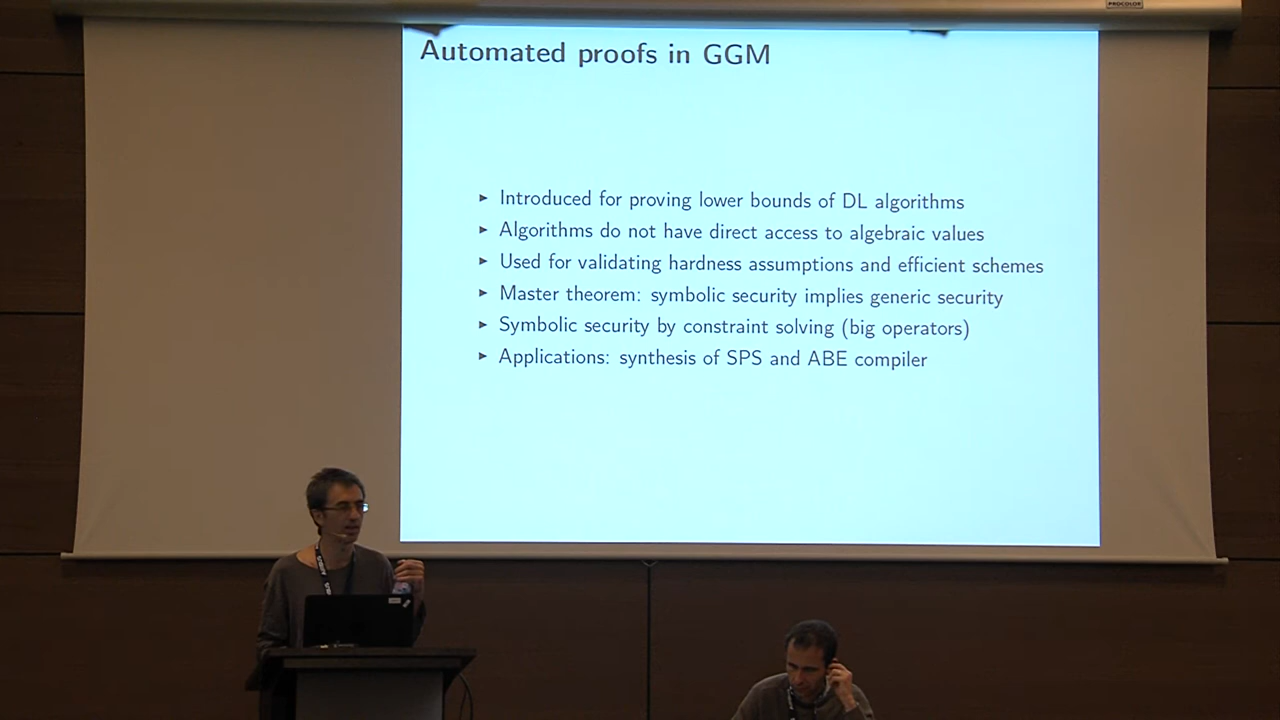 PROCOLOR
Automated proofs in GGM
► Introduced for proving lower bounds of DL algorithms
► Algorithms do not have direct access to algebraic values
► Used for validating hardness assumptions and efficient schemes
► Master theorem: symbolic security implies generic security
► Symbolic security by constraint solving (big operators)
► Applications: synthesis of SPS and ABE compiler